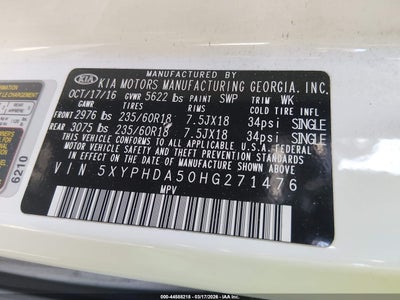 MANUFACTURED BY
KIA KIA MOTORS MANUFACTURING GEORGIA, INC.
OCT/17/16 GVWR 5622 lbs PAINT SWP TRIM WK
GAWR TIRES RIMS COLD TIRE INFL
FRONT 2976 lbs 235/60R18 7.5JX18 34psi SINGLE
REAR 3075 lbs 235/60R18 7.5JX18 34psi SINGLE
THIS VEHICLE CONFORMS TO ALL APPLICABLE
U.S. FEDERAL MOTOR VEHICLE SAFETY
AND THEFT PREVENTION STANDARDS IN EFFECT ON THE
DATE OF MANUFACTURE SHOWN ABOVE.
VIN 5XYPHDA50HG271476
MPV
6210
000-44588218 - 03/17/2026 - IAA Inc.